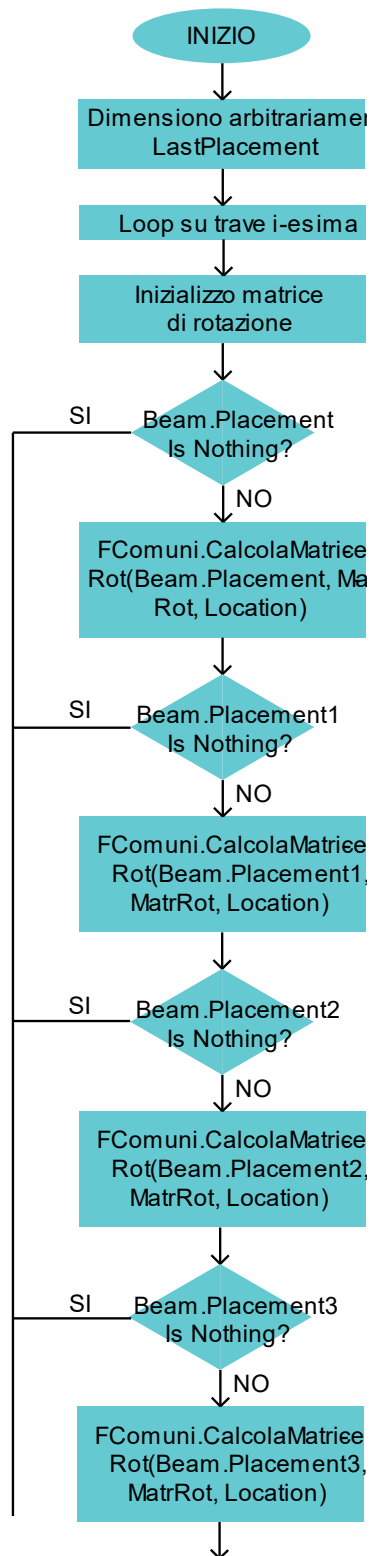 INIZIO
Dimensiono arbitrariamen
LastPlacement
Loop su trave i-esima
Inizializzo matrice
di rotazione
SI
Beam.Placement
Is Nothing?
NO
FComuni.CalcolaMatrice-
Rot(Beam.Placement, Ma
Rot, Location)
SI
Beam.Placement1
Is Nothing?
NO
FComuni.CalcolaMatrice-
Rot(Beam.Placement1,
MatrRot, Location)
SI
Beam.Placement2
Is Nothing?
NO
FComuni.CalcolaMatrice-
Rot(Beam.Placement2,
MatrRot, Location)
SI
Beam.Placement3
Is Nothing?
NO
FComuni.CalcolaMatrice-
Rot(Beam.Placement3,
MatrRot, Location)